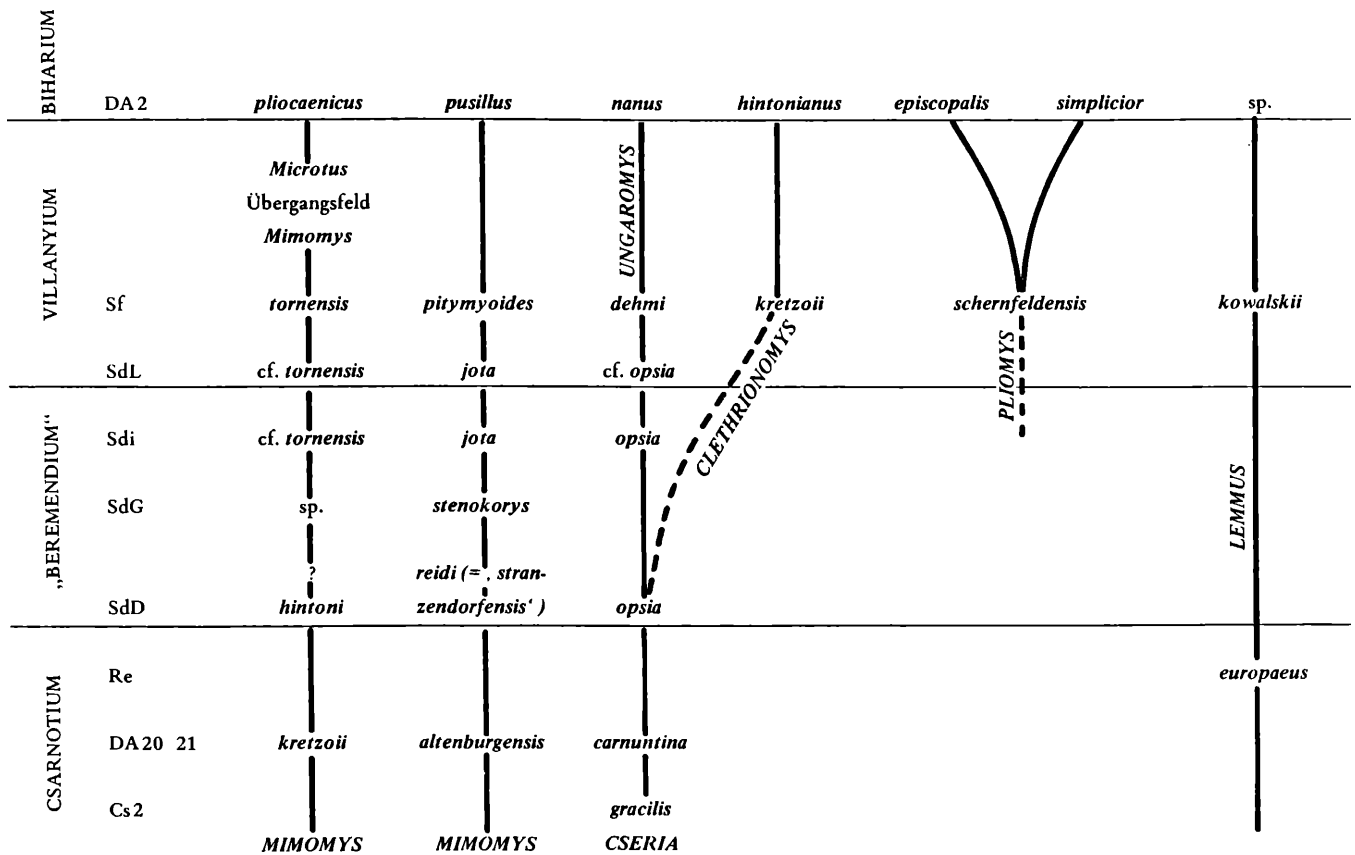 BIHARIUM
DA 2 pliocaenicus pusillus nanus hintonianus episcopalis simplicior sp.
VILLANYIUM
Microtus
Übergangsfeld
Mimomys
UNGAROMYS
Sf tornensis pitymyoides dehmi kretzoii schernfeldensis kowalskii
SdL cf. tornensis jota cf. opsia
CLETHRIONOMYS
PLIOMYS
„BEREMENDIUM“
Sdi cf. tornensis jota opsia
SdG sp. stenokorys
LEMMUS
? reidi (= ‚ stran-
SdD hintoni zendorfensis‘ ) opsia
CSARNOTIUM
Re europaeus
DA 20 21 kretzoii altenburgensis carnuntina
Cs 2 gracilis
MIMOMYS MIMOMYS CSERIA